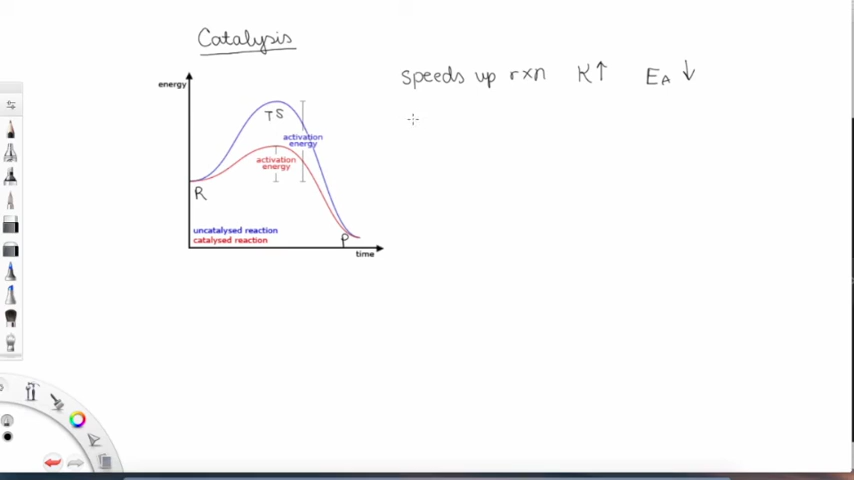 Catalysis
speeds up rxn K↑ EA ↓
energy
TS
activation
energy
activation
energy
R
uncatalysed reaction
catalysed reaction
P
time